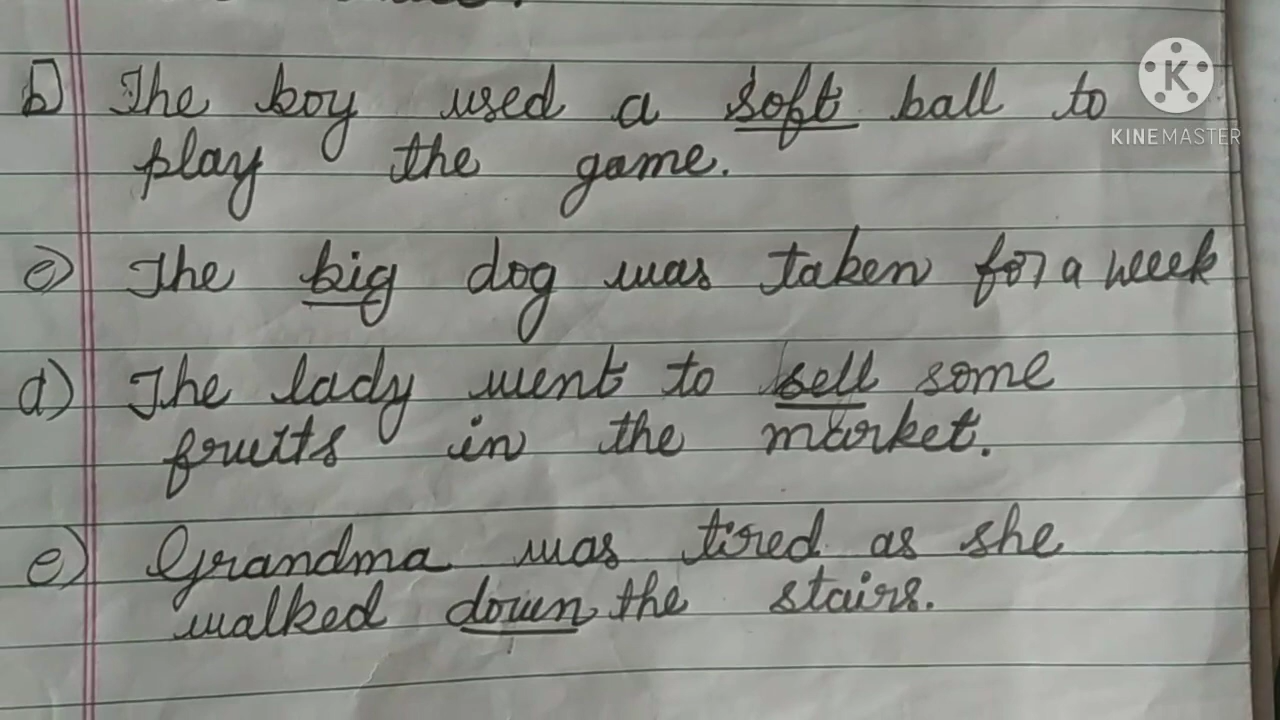 b) The boy used a soft ball to
play the game.
c) The big dog was taken for a week
d) The lady went to sell some
fruits in the market.
e) Grandma was tired as she
walked down the stairs.
K
KINEMASTER